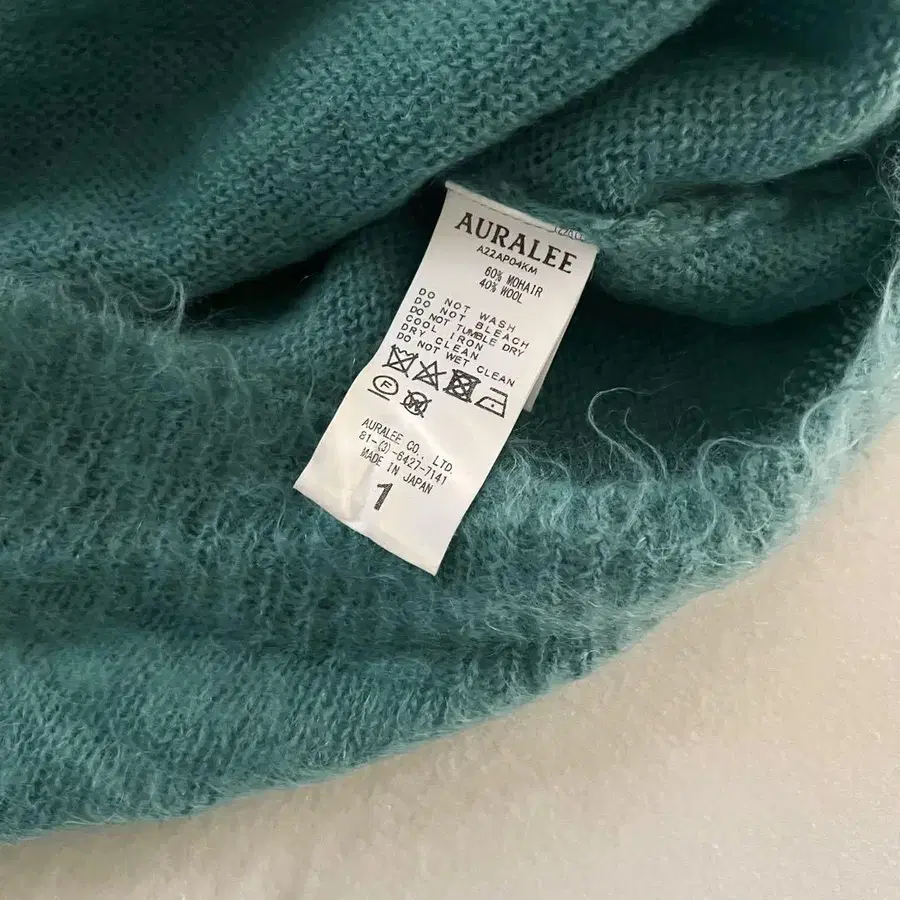 AURALEE
A22AP04KM
60% MOHAIR
40% WOOL
DO NOT WASH
DO NOT BLEACH
DO NOT TUMBLE DRY
COOL IRON
DRY CLEAN
DO NOT WET CLEAN
F
W
AURALEE CO., LTD.
81-(3)-6427-7141
MADE IN JAPAN
1